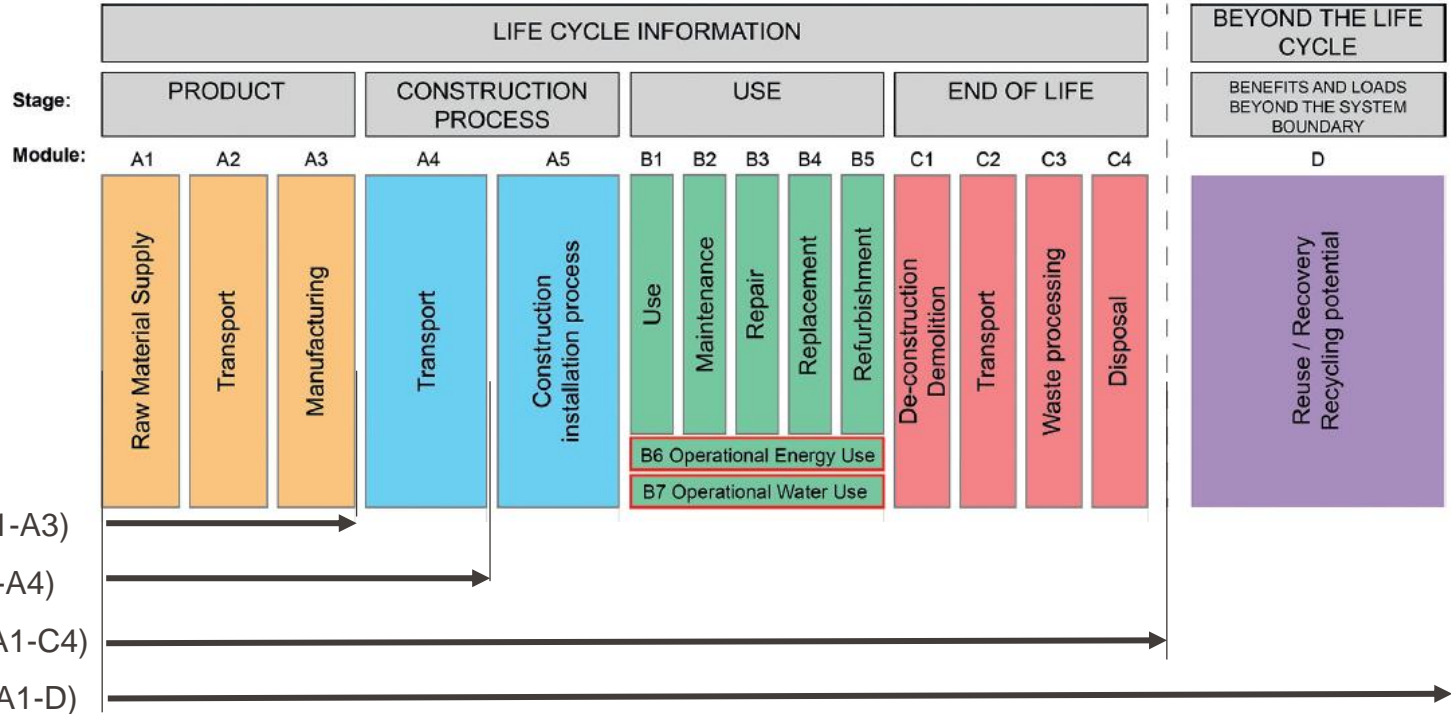 LIFE CYCLE INFORMATION
BEYOND THE LIFE
CYCLE
Stage:
PRODUCT
CONSTRUCTION
PROCESS
USE
END OF LIFE
BENEFITS AND LOADS
BEYOND THE SYSTEM
BOUNDARY
Module:
A1
A2
A3
A4
A5
B1
B2
B3
B4
B5
C1
C2
C3
C4
D
Raw Material Supply
Transport
Manufacturing
Transport
Construction
installation process
Use
Maintenance
Repair
Replacement
Refurbishment
De-construction
Demolition
Transport
Waste processing
Disposal
Reuse / Recovery
Recycling potential
B6 Operational Energy Use
B7 Operational Water Use
1-A3)
-A4)
A1-C4)
A1-D)